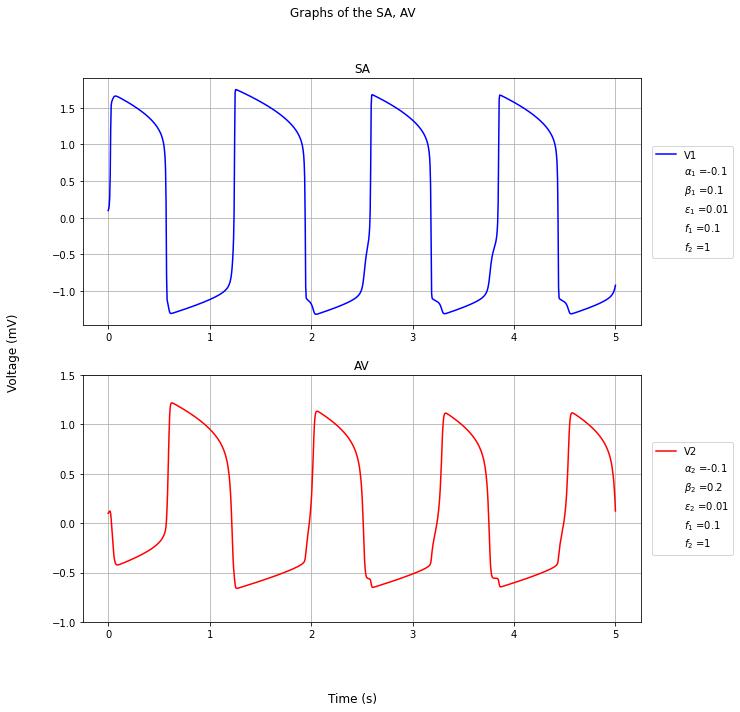 Graphs of the SA, AV
SA
1.5
1.0
0.5
0.0
−0.5
−1.0
0 1 2 3 4 5
V1
α₁ =-0.1
β₁ =0.1
ε₁ =0.01
f₁ =0.1
f₂ =1
Voltage (mV)
AV
1.5
1.0
0.5
0.0
−0.5
−1.0
0 1 2 3 4 5
V2
α₂ =-0.1
β₂ =0.2
ε₂ =0.01
f₁ =0.1
f₂ =1
Time (s)